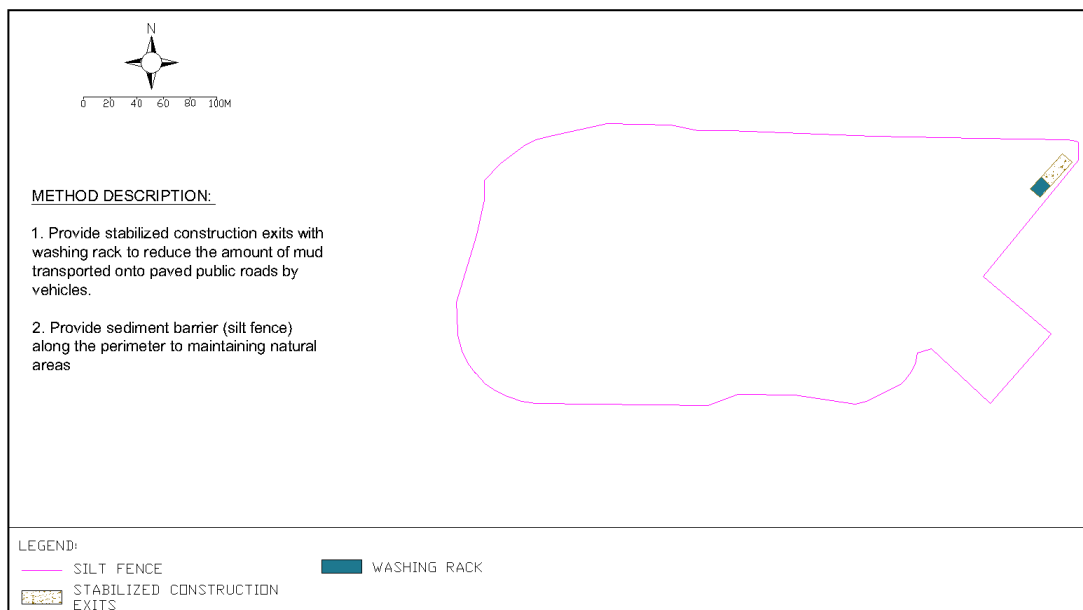 N
0 20 40 60 80 100M
METHOD DESCRIPTION:
1. Provide stabilized construction exits with
washing rack to reduce the amount of mud
transported onto paved public roads by
vehicles.
2. Provide sediment barrier (silt fence)
along the perimeter to maintaining natural
areas
LEGEND:
SILT FENCE
WASHING RACK
STABILIZED CONSTRUCTION
EXITS